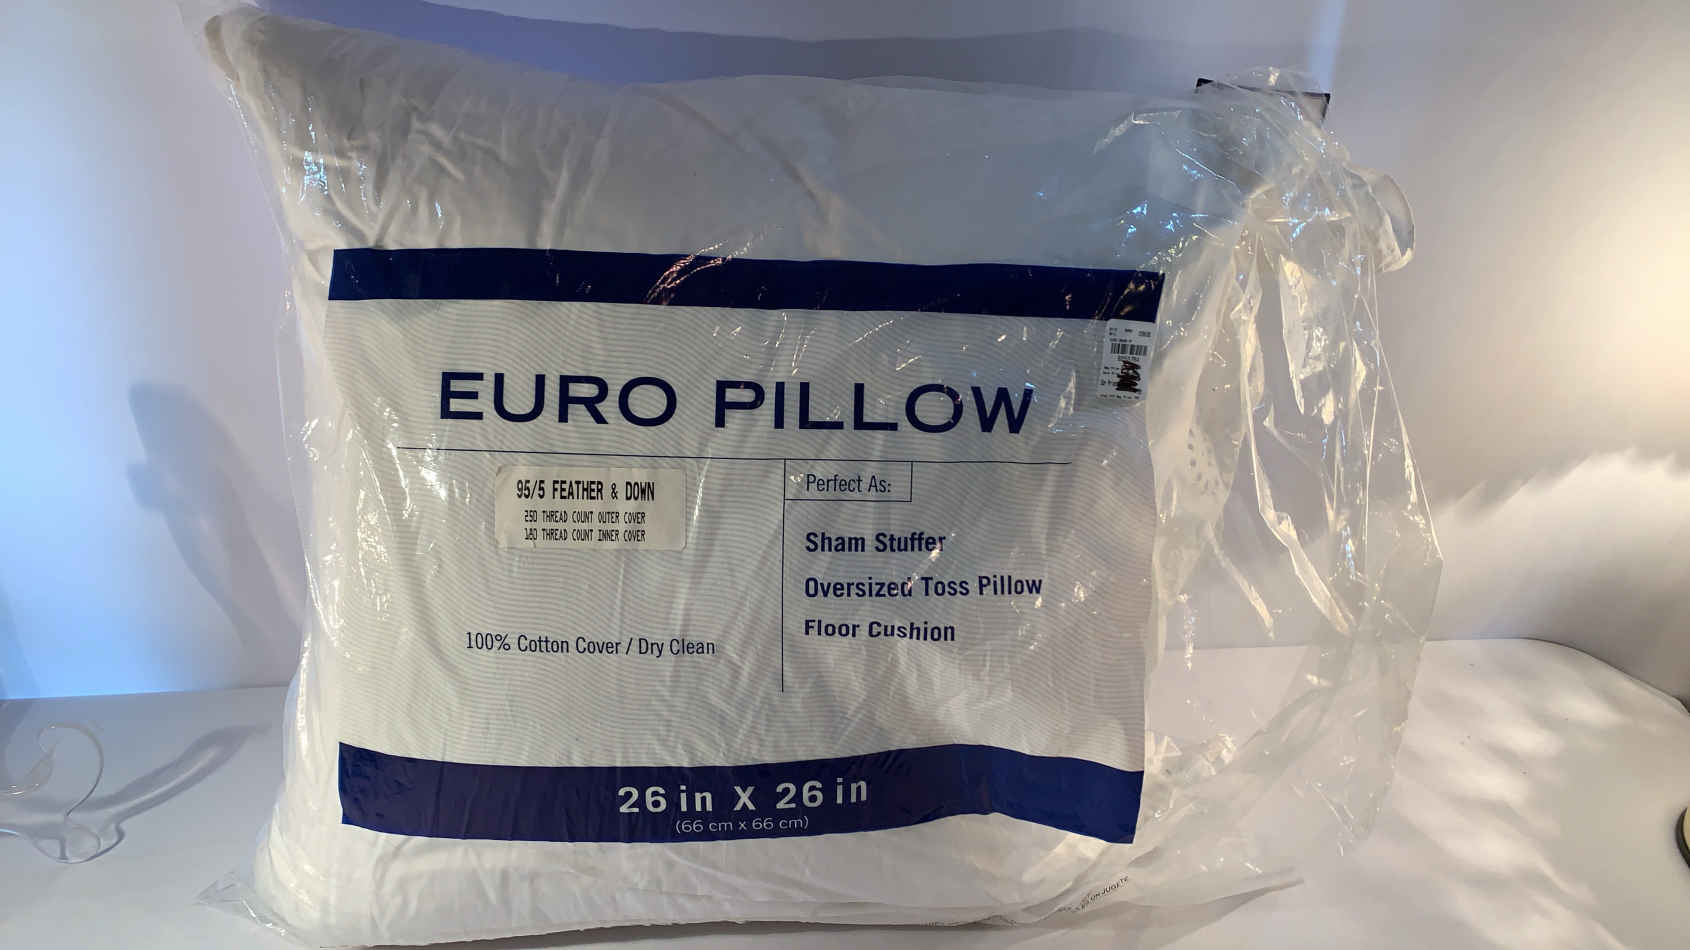 EURO PILLOW
95/5 FEATHER & DOWN
250 THREAD COUNT OUTER COVER
180 THREAD COUNT INNER COVER
100% Cotton Cover / Dry Clean
Perfect As:
Sham Stuffer
Oversized Toss Pillow
Floor Cushion
26 in X 26 in
(66 cm x 66 cm)